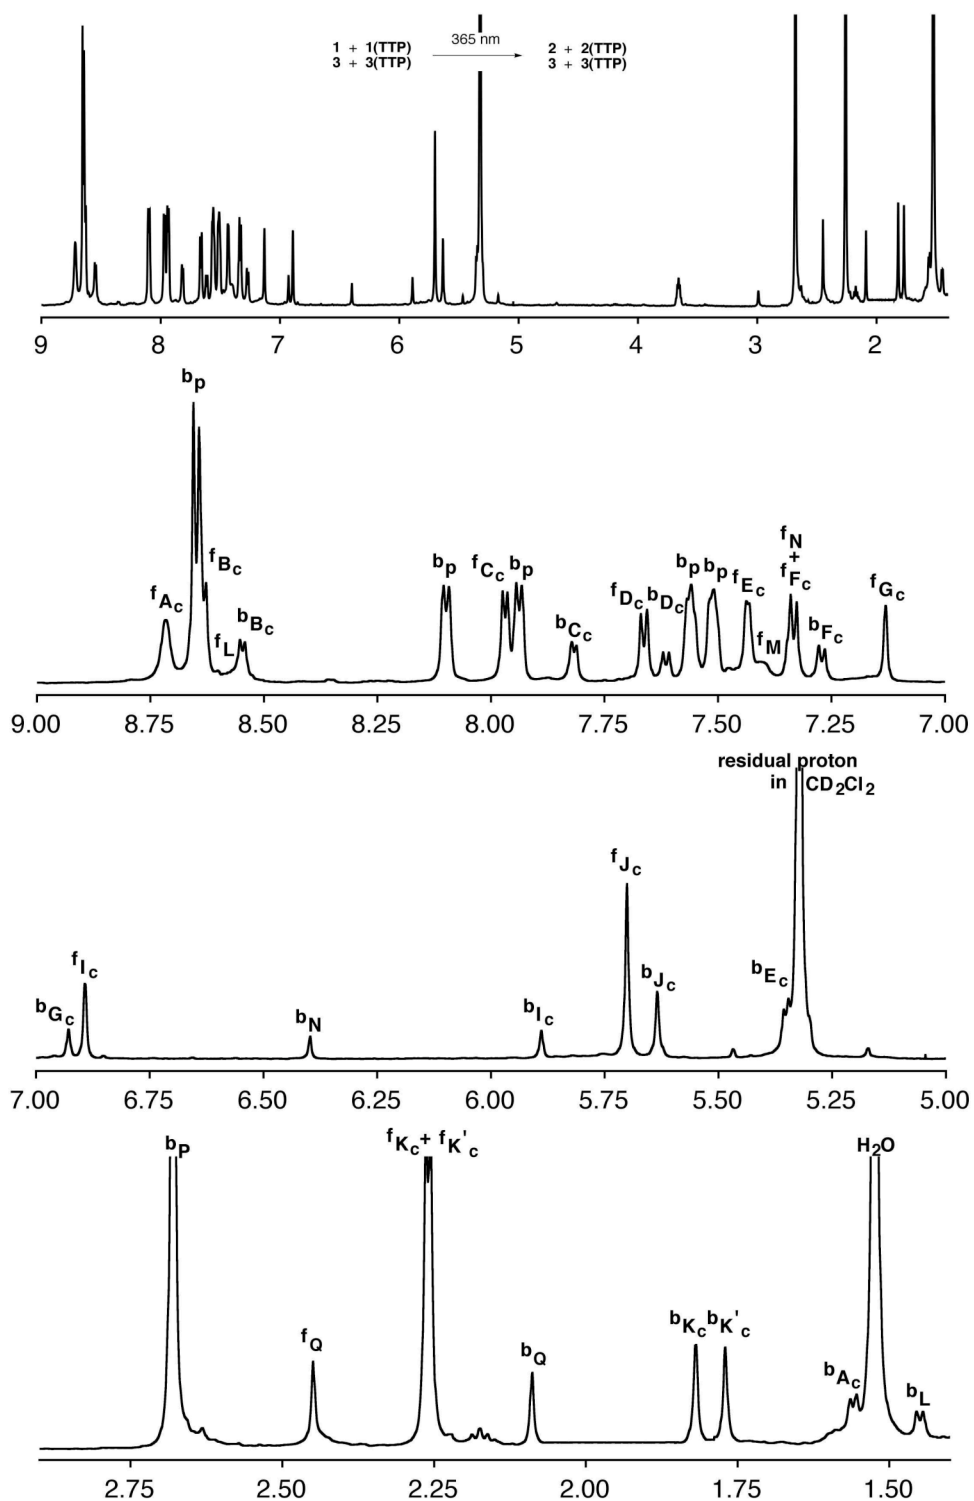 1 + 1(TTP) 365 nm 2 + 2(TTP)
3 + 3(TTP) 3 + 3(TTP)
9 8 7 6 5 4 3 2
bp
fBc
fAc
fL
bBc
bp
fCc bp
bCc
fDc bDc
bp bp fEc
fM
fN
+
fFc
bFc
fGc
9.00 8.75 8.50 8.25 8.00 7.75 7.50 7.25 7.00
residual proton
in CD2Cl2
fJc
fIc
bGc
bN
bIc
bJc
bEc
7.00 6.75 6.50 6.25 6.00 5.75 5.50 5.25 5.00
bP
fKc + fK'c
H2O
fQ
bQ
bKc bK'c
bAc
bL
2.75 2.50 2.25 2.00 1.75 1.50